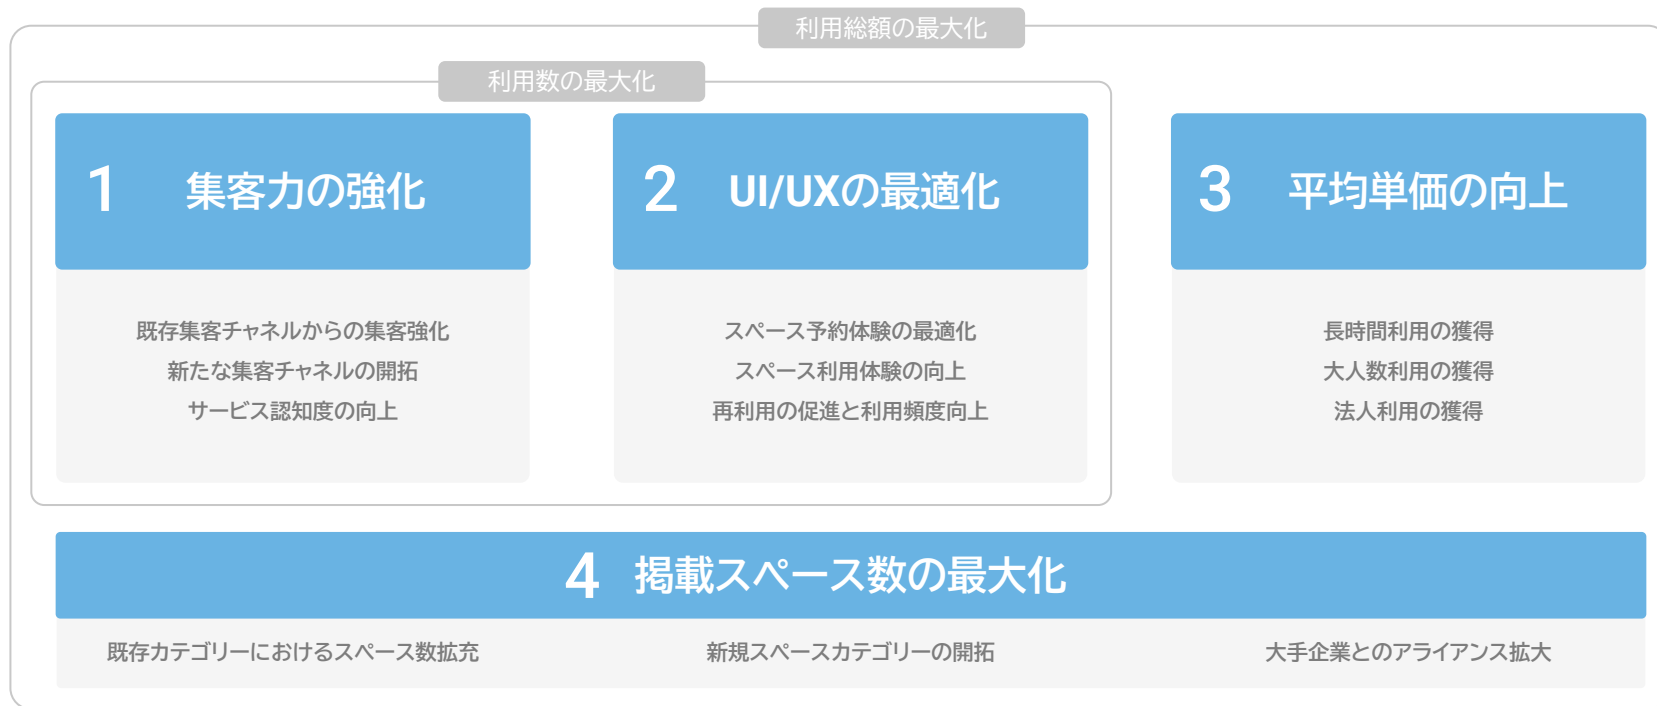 利用総額の最大化
利用数の最大化
1 集客力の強化
既存集客チャネルからの集客強化
新たな集客チャネルの開拓
サービス認知度の向上
2 UI/UXの最適化
スペース予約体験の最適化
スペース利用体験の向上
再利用の促進と利用頻度向上
3 平均単価の向上
長時間利用の獲得
大人数利用の獲得
法人利用の獲得
4 掲載スペース数の最大化
既存カテゴリーにおけるスペース数拡充
新規スペースカテゴリーの開拓
大手企業とのアライアンス拡大